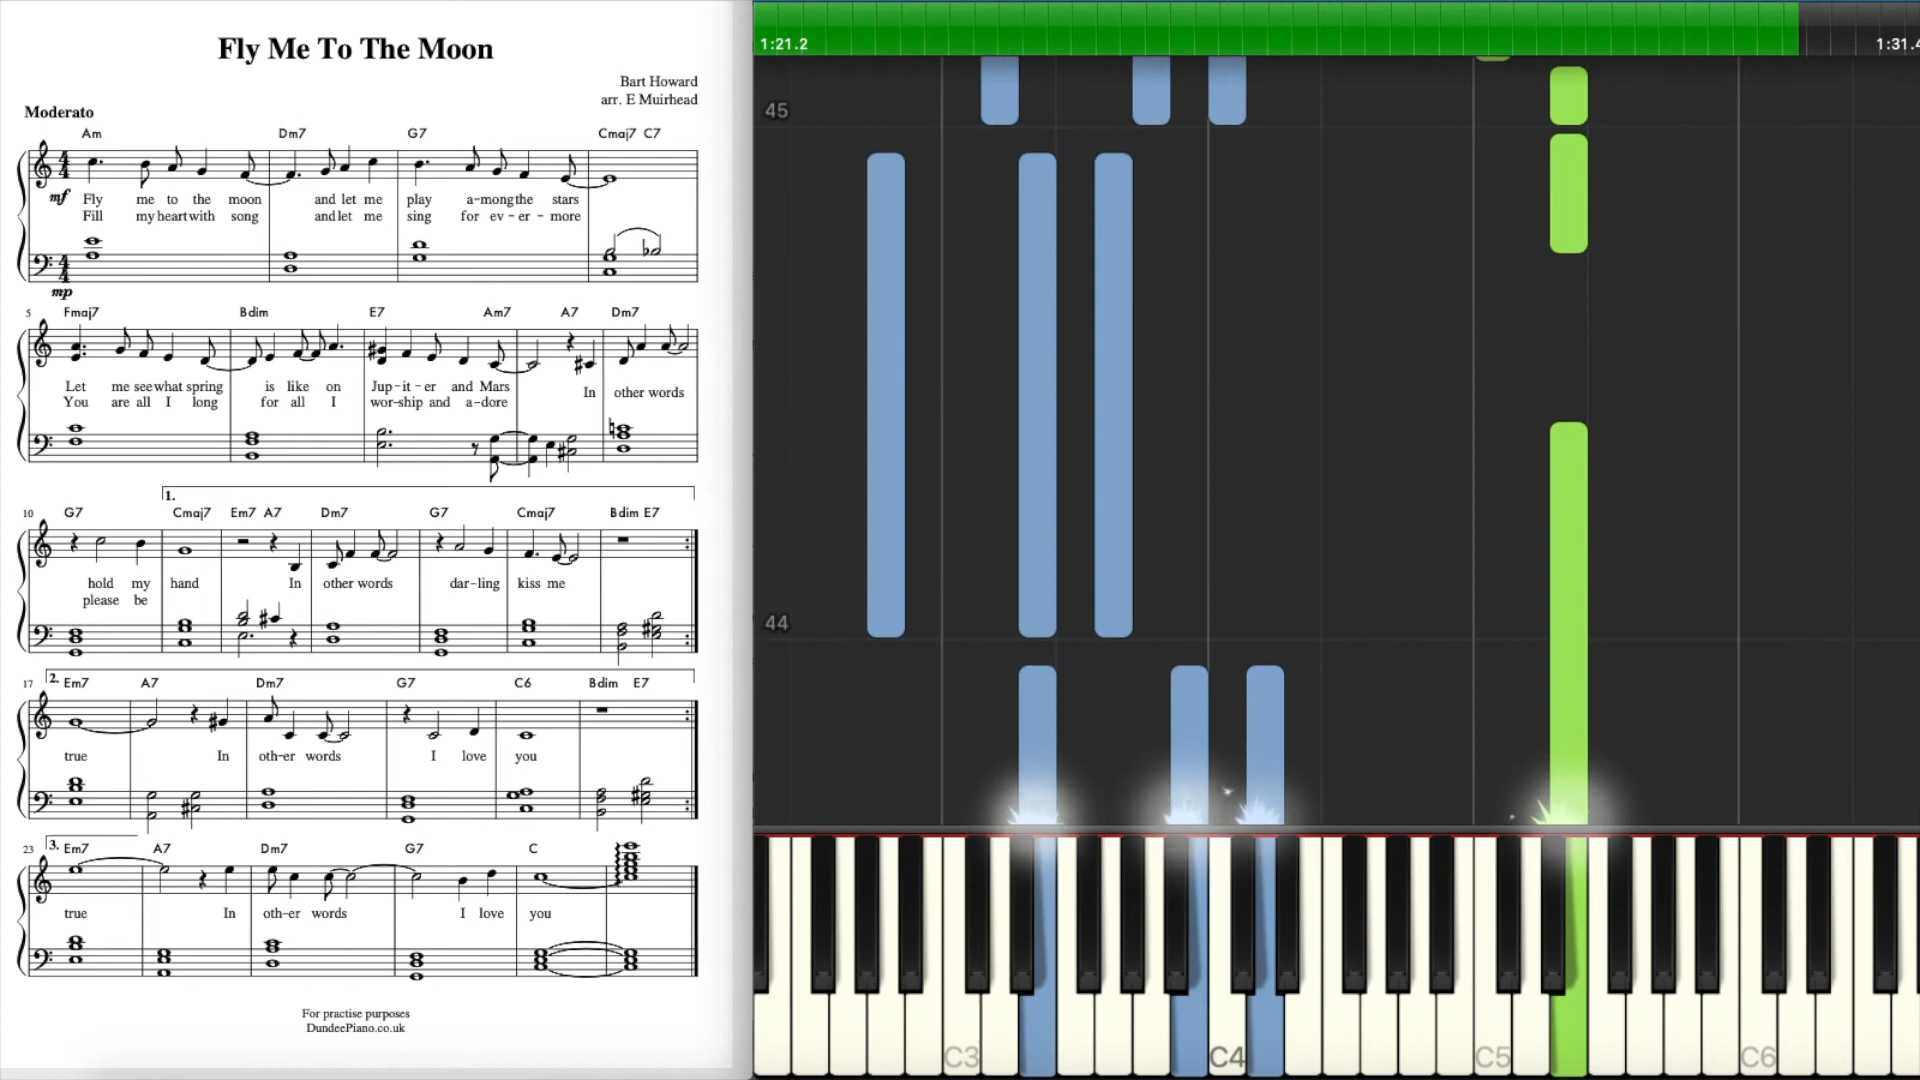 Fly Me To The Moon
Bart Howard
arr. E Muirhead
Moderato
Am Dm7 G7 Cmaj7 C7
mf Fly me to the moon and let me play a-mong the stars
Fill my heart with song and let me sing for ev-er-more
mp
5 Fmaj7 Bdim E7 Am7 A7 Dm7
Let me see what spring is like on Jup-it-er and Mars In other words
You are all I long for all I wor-ship and a-dore
1.
10 G7 Cmaj7 Em7 A7 Dm7 G7 Cmaj7 Bdim E7
hold my hand In other words dar-ling kiss me
please be
17 2. Em7 A7 Dm7 G7 C6 Bdim E7
true In oth-er words I love you
23 3. Em7 A7 Dm7 G7 C
true In oth-er words I love you
For practise purposes
DundeePiano.co.uk
1:21.2 1:31.4
45
44
C3 C4 C5 C6